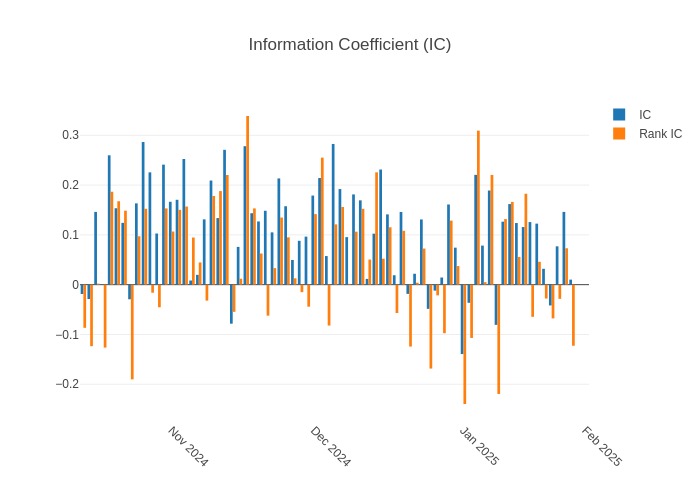 Information Coefficient (IC)
IC
Rank IC
0.3
0.2
0.1
0
−0.1
−0.2
Nov 2024
Dec 2024
Jan 2025
Feb 2025